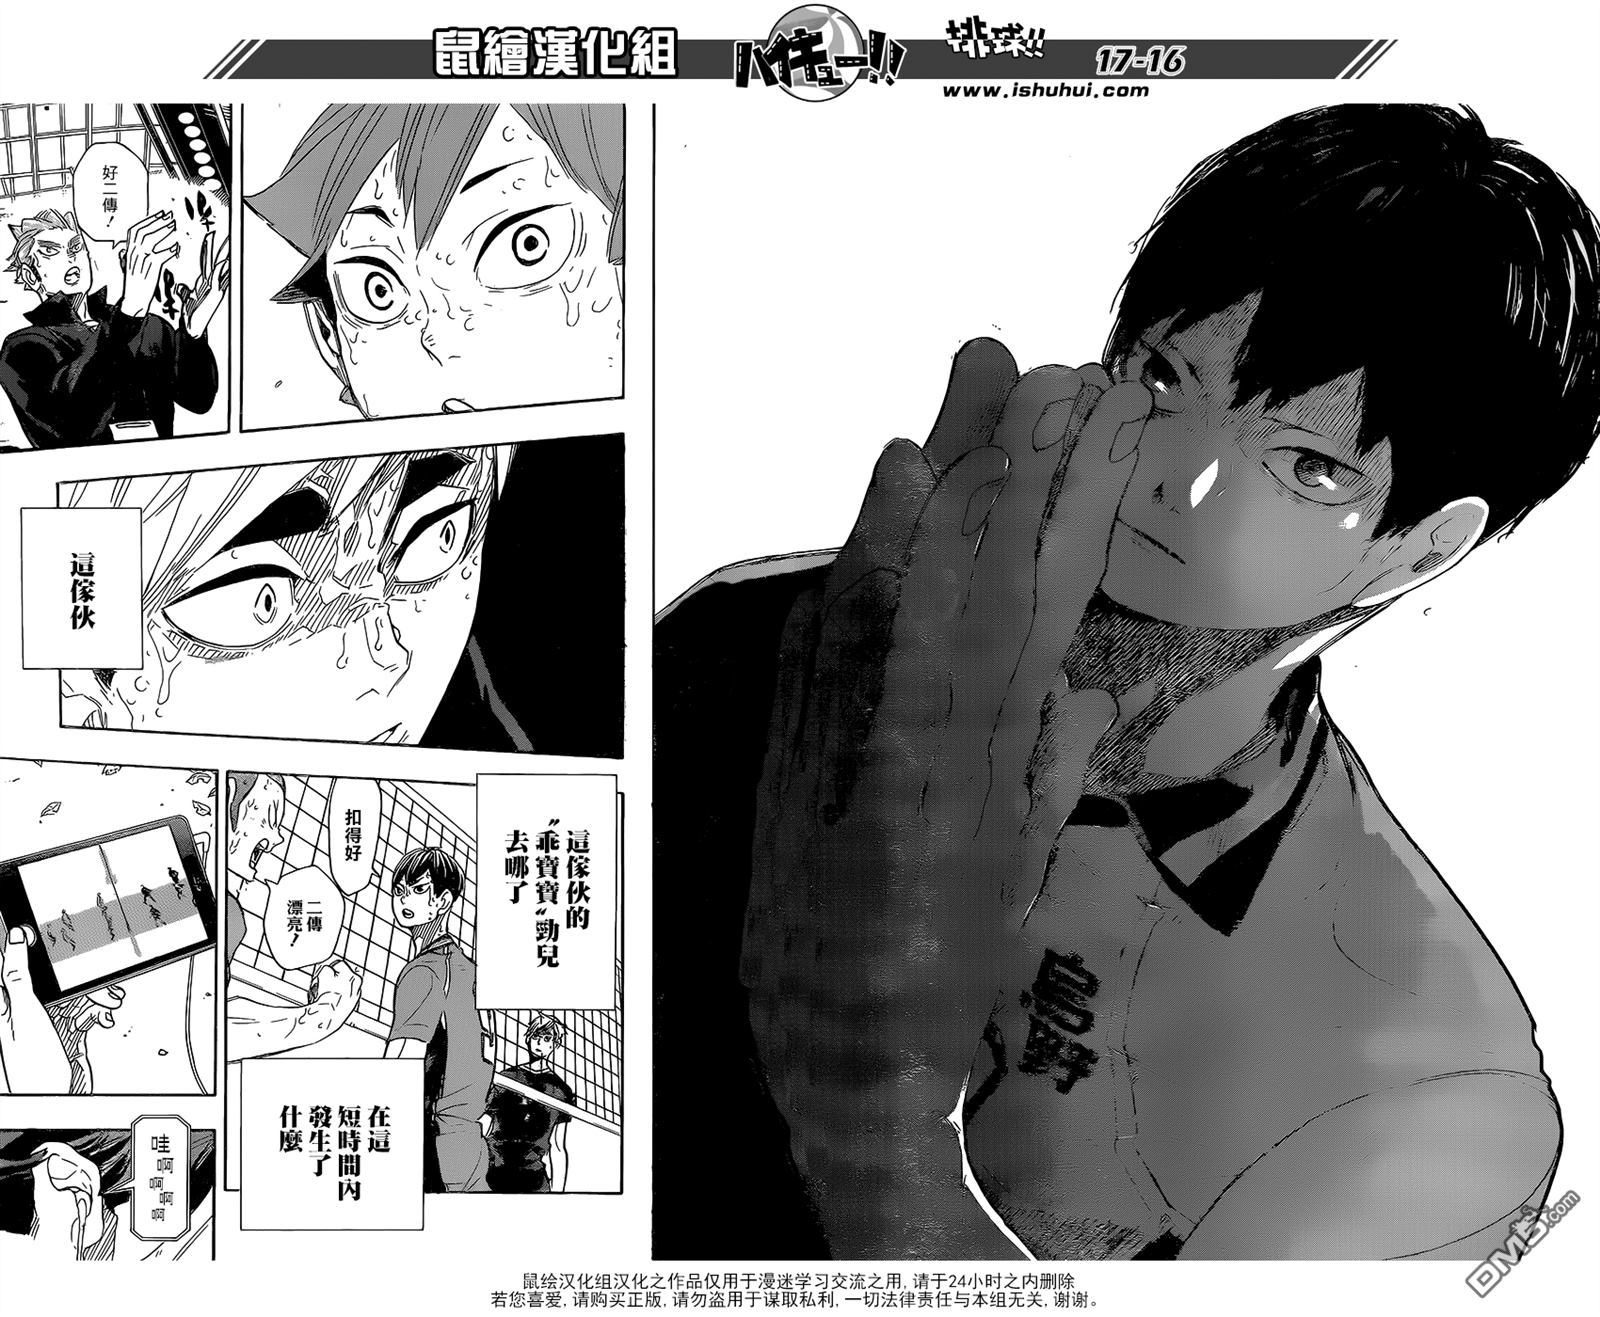 鼠繪漢化組
ハイキュー!!
排球!!
17-16
www.ishuhui.com
烏野
好二傳！
這傢伙
這傢伙的
〝乖寶寶〞勁兒
去哪了
扣得好
二傳
漂亮！
在這
短時間內
發生了
什麼
哇啊啊啊啊
鼠绘汉化组汉化之作品仅用于漫迷学习交流之用,请于24小时之内删除
若您喜爱,请购买正版,请勿盗用于谋取私利,一切法律责任与本组无关,谢谢。
DM5.com